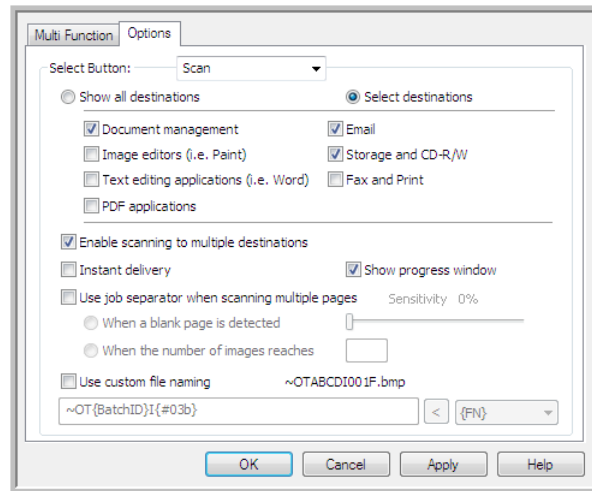 Multi Function Options
Select Button: Scan
Show all destinations Select destinations
Document management Email
Image editors (i.e. Paint) Storage and CD-R/W
Text editing applications (i.e. Word) Fax and Print
PDF applications
Enable scanning to multiple destinations
Instant delivery Show progress window
Use job separator when scanning multiple pages Sensitivity 0%
When a blank page is detected
When the number of images reaches
Use custom file naming ~OTABCDI001F.bmp
~OT{BatchID}I{#03b} < {FN}
OK Cancel Apply Help